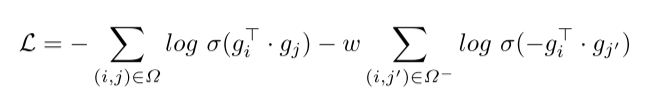 ℒ = − ∑_{(i,j)∈Ω} log σ(g_i^⊤ · g_j) − w ∑_{(i,j′)∈Ω^−} log σ(−g_i^⊤ · g_{j′})